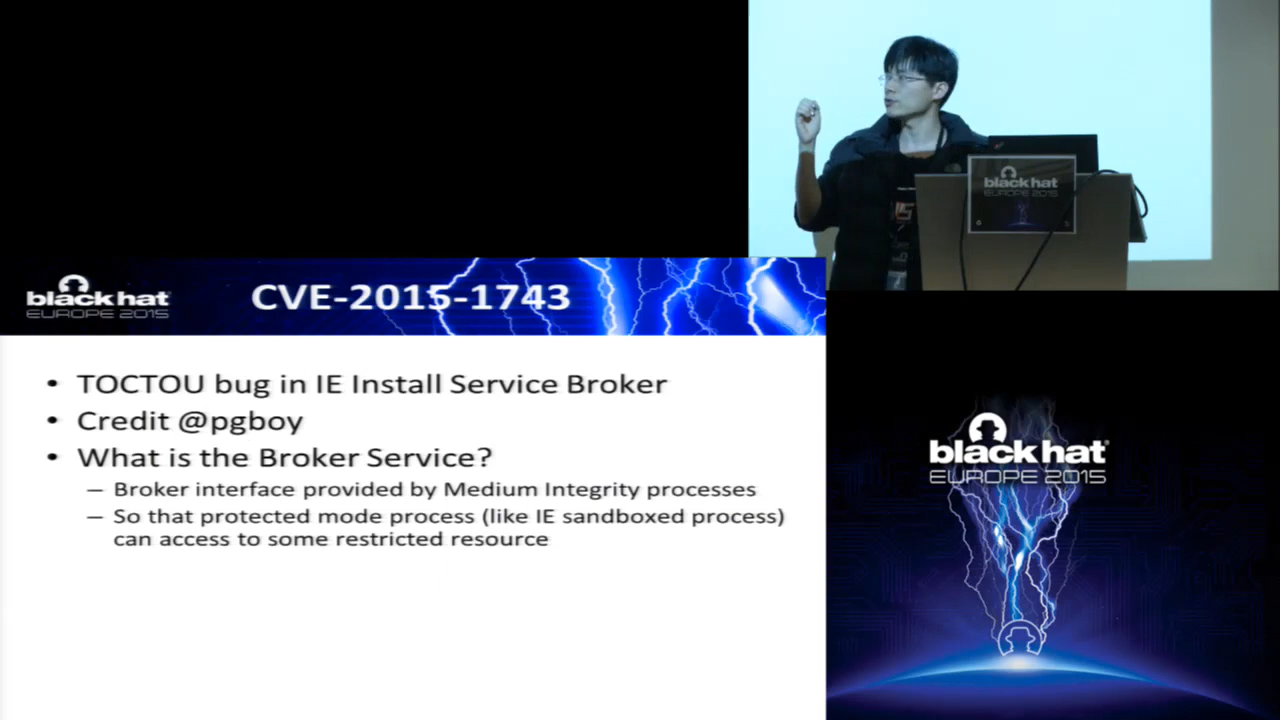 black hat
EUROPE 2015
black hat
EUROPE 2015
CVE-2015-1743
• TOCTOU bug in IE Install Service Broker
• Credit @pgboy
• What is the Broker Service?
– Broker interface provided by Medium Integrity processes
– So that protected mode process (like IE sandboxed process)
can access to some restricted resource
black hat
EUROPE 2015